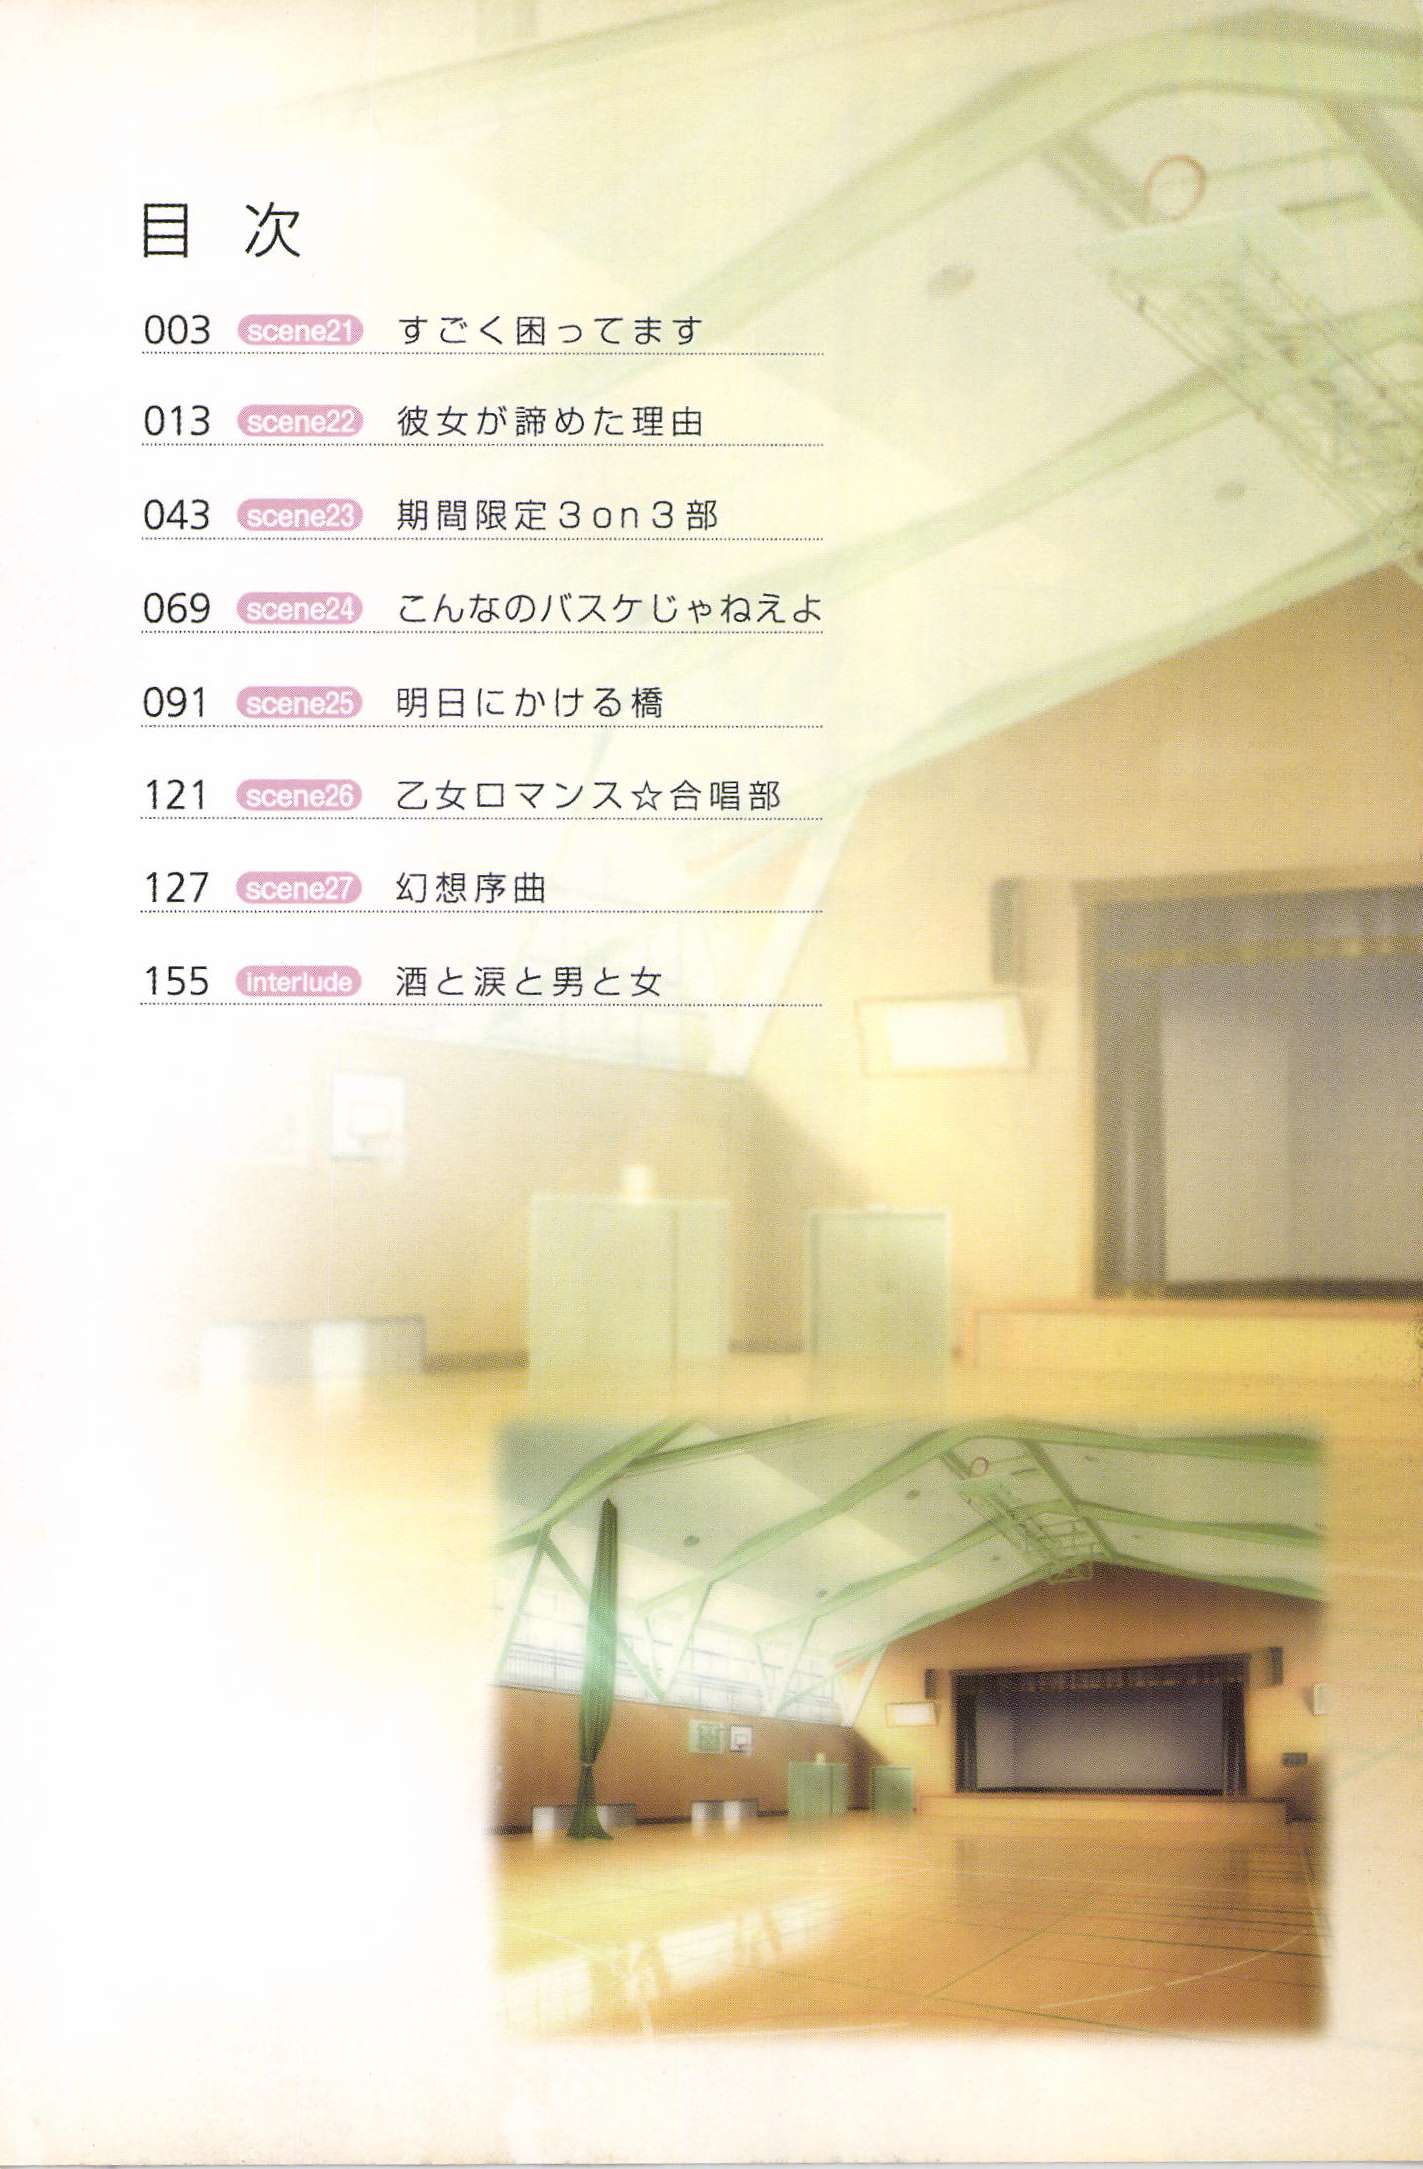 目次
003 scene21 すごく困ってます
013 scene22 彼女が諦めた理由
043 scene23 期間限定３on３部
069 scene24 こんなのバスケじゃねえよ
091 scene25 明日にかける橋
121 scene26 乙女ロマンス☆合唱部
127 scene27 幻想序曲
155 interlude 酒と涙と男と女